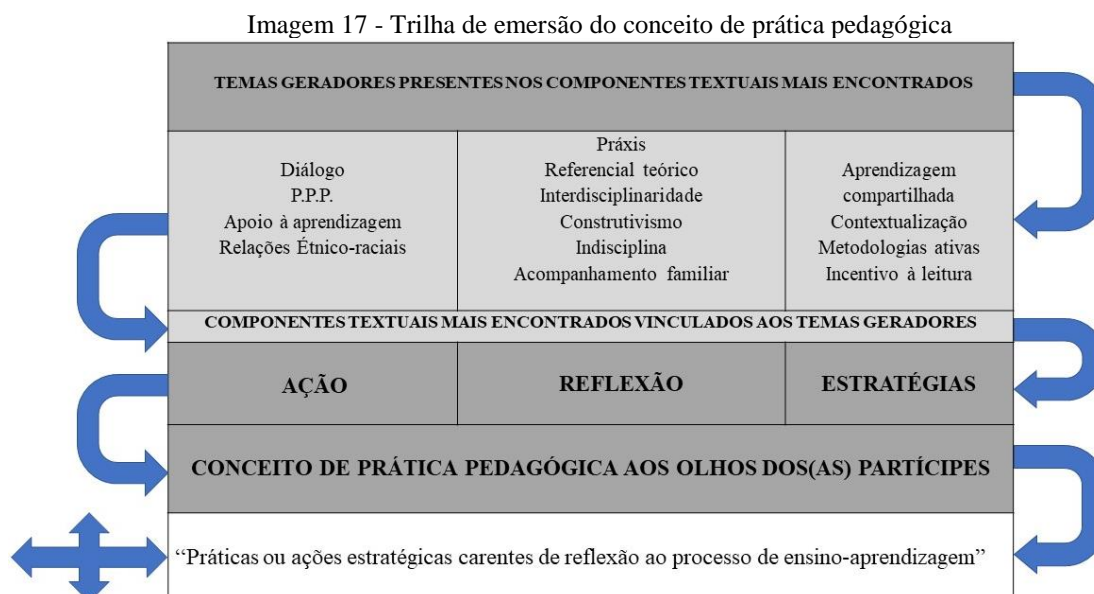 Imagem 17 - Trilha de emersão do conceito de prática pedagógica
TEMAS GERADORES PRESENTES NOS COMPONENTES TEXTUAIS MAIS ENCONTRADOS
Diálogo
P.P.P.
Apoio à aprendizagem
Relações Étnico-raciais
Práxis
Referencial teórico
Interdisciplinaridade
Construtivismo
Indisciplina
Acompanhamento familiar
Aprendizagem
compartilhada
Contextualização
Metodologias ativas
Incentivo à leitura
COMPONENTES TEXTUAIS MAIS ENCONTRADOS VINCULADOS AOS TEMAS GERADORES
AÇÃO
REFLEXÃO
ESTRATÉGIAS
CONCEITO DE PRÁTICA PEDAGÓGICA AOS OLHOS DOS(AS) PARTÍCIPES
“Práticas ou ações estratégicas carentes de reflexão ao processo de ensino-aprendizagem”